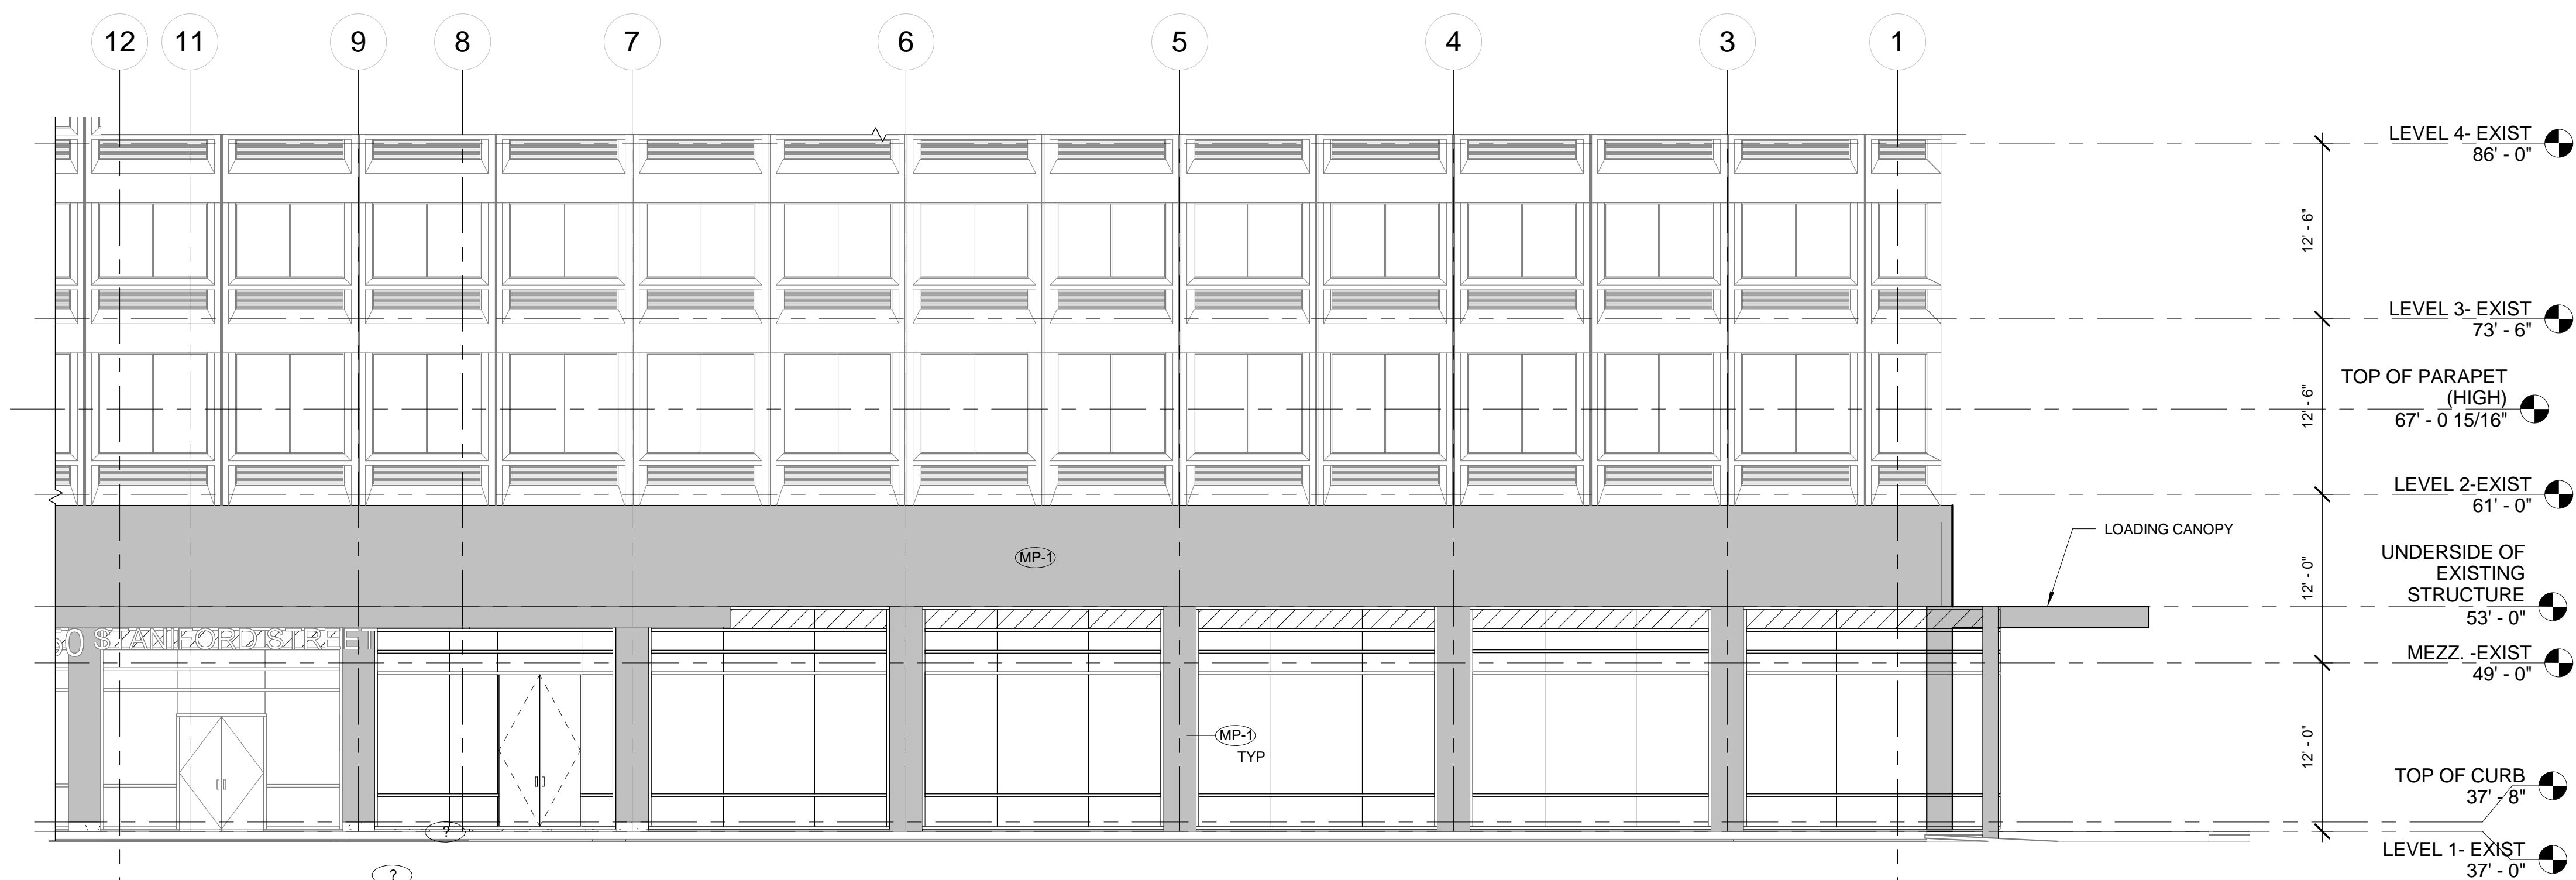 12 11 9 8 7 6 5 4 3 1
LEVEL 4- EXIST
86' - 0"
12' - 6"
LEVEL 3- EXIST
73' - 6"
TOP OF PARAPET
(HIGH)
67' - 0 15/16"
12' - 6"
LEVEL 2-EXIST
61' - 0"
LOADING CANOPY
MP-1
UNDERSIDE OF
EXISTING
STRUCTURE
53' - 0"
12' - 0"
50 STANIFORD STREET
MEZZ. -EXIST
49' - 0"
MP-1
TYP
12' - 0"
TOP OF CURB
37' - 8"
?
LEVEL 1- EXIST
37' - 0"
?